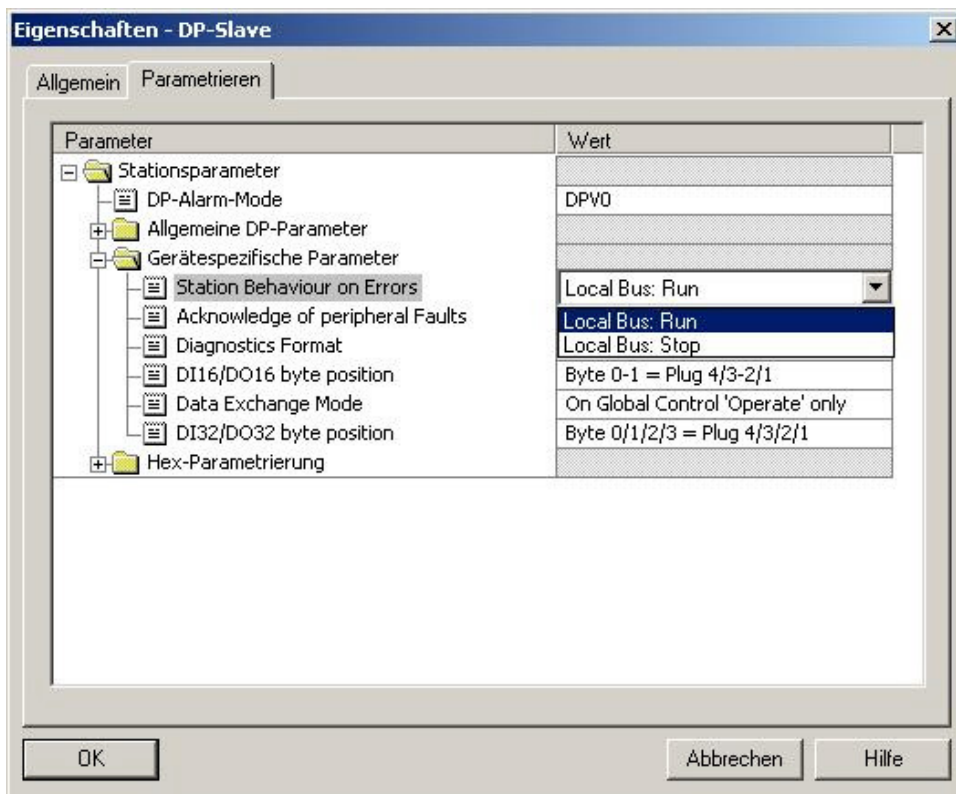 Eigenschaften - DP-Slave
Allgemein Parametrieren
Parameter Wert
Stationsparameter
DP-Alarm-Mode DPV0
Allgemeine DP-Parameter
Gerätespezifische Parameter
Station Behaviour on Errors Local Bus: Run
Acknowledge of peripheral Faults Local Bus: Run
Diagnostics Format Local Bus: Stop
DI16/DO16 byte position Byte 0-1 = Plug 4/3-2/1
Data Exchange Mode On Global Control 'Operate' only
DI32/DO32 byte position Byte 0/1/2/3 = Plug 4/3/2/1
Hex-Parametrierung
OK Abbrechen Hilfe